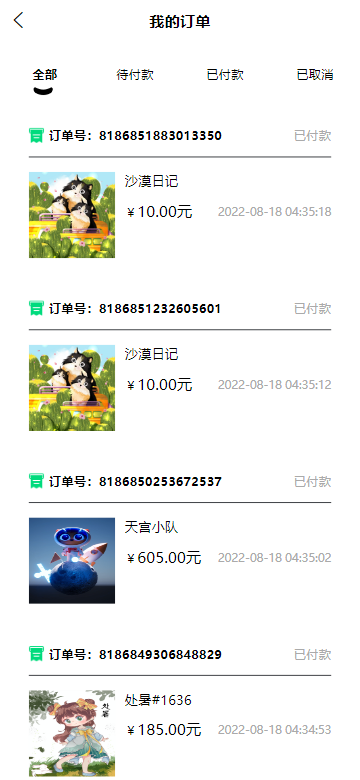 我的订单
全部 待付款 已付款 已取消
订单号：8186851883013350 已付款
沙漠日记
￥10.00元 2022-08-18 04:35:18
订单号：8186851232605601 已付款
沙漠日记
￥10.00元 2022-08-18 04:35:12
订单号：8186850253672537 已付款
天宫小队
￥605.00元 2022-08-18 04:35:02
订单号：8186849306848829 已付款
处暑
处暑#1636
￥185.00元 2022-08-18 04:34:53